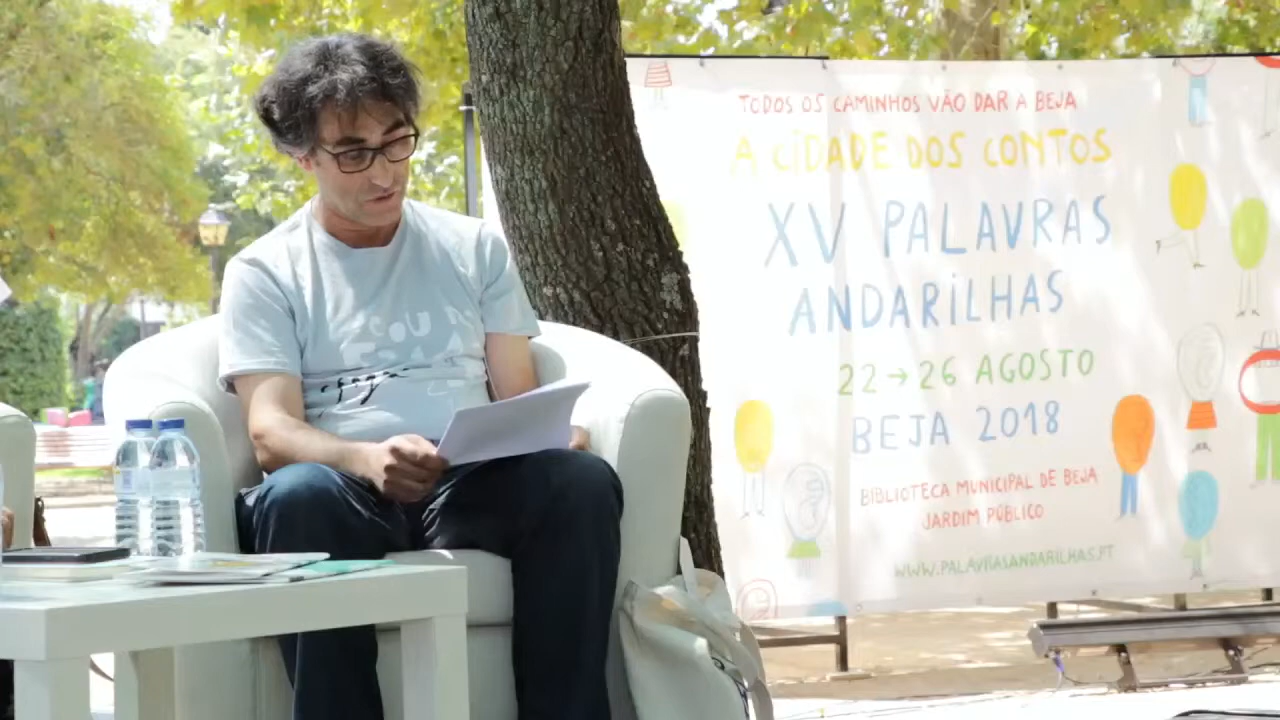 TODOS OS CAMINHOS VÃO DAR A BEJA
A CIDADE DOS CONTOS
XV PALAVRAS
ANDARILHAS
22→26 AGOSTO
BEJA 2018
BIBLIOTECA MUNICIPAL DE BEJA
JARDIM PÚBLICO
WWW.PALAVRASANDARILHAS.PT